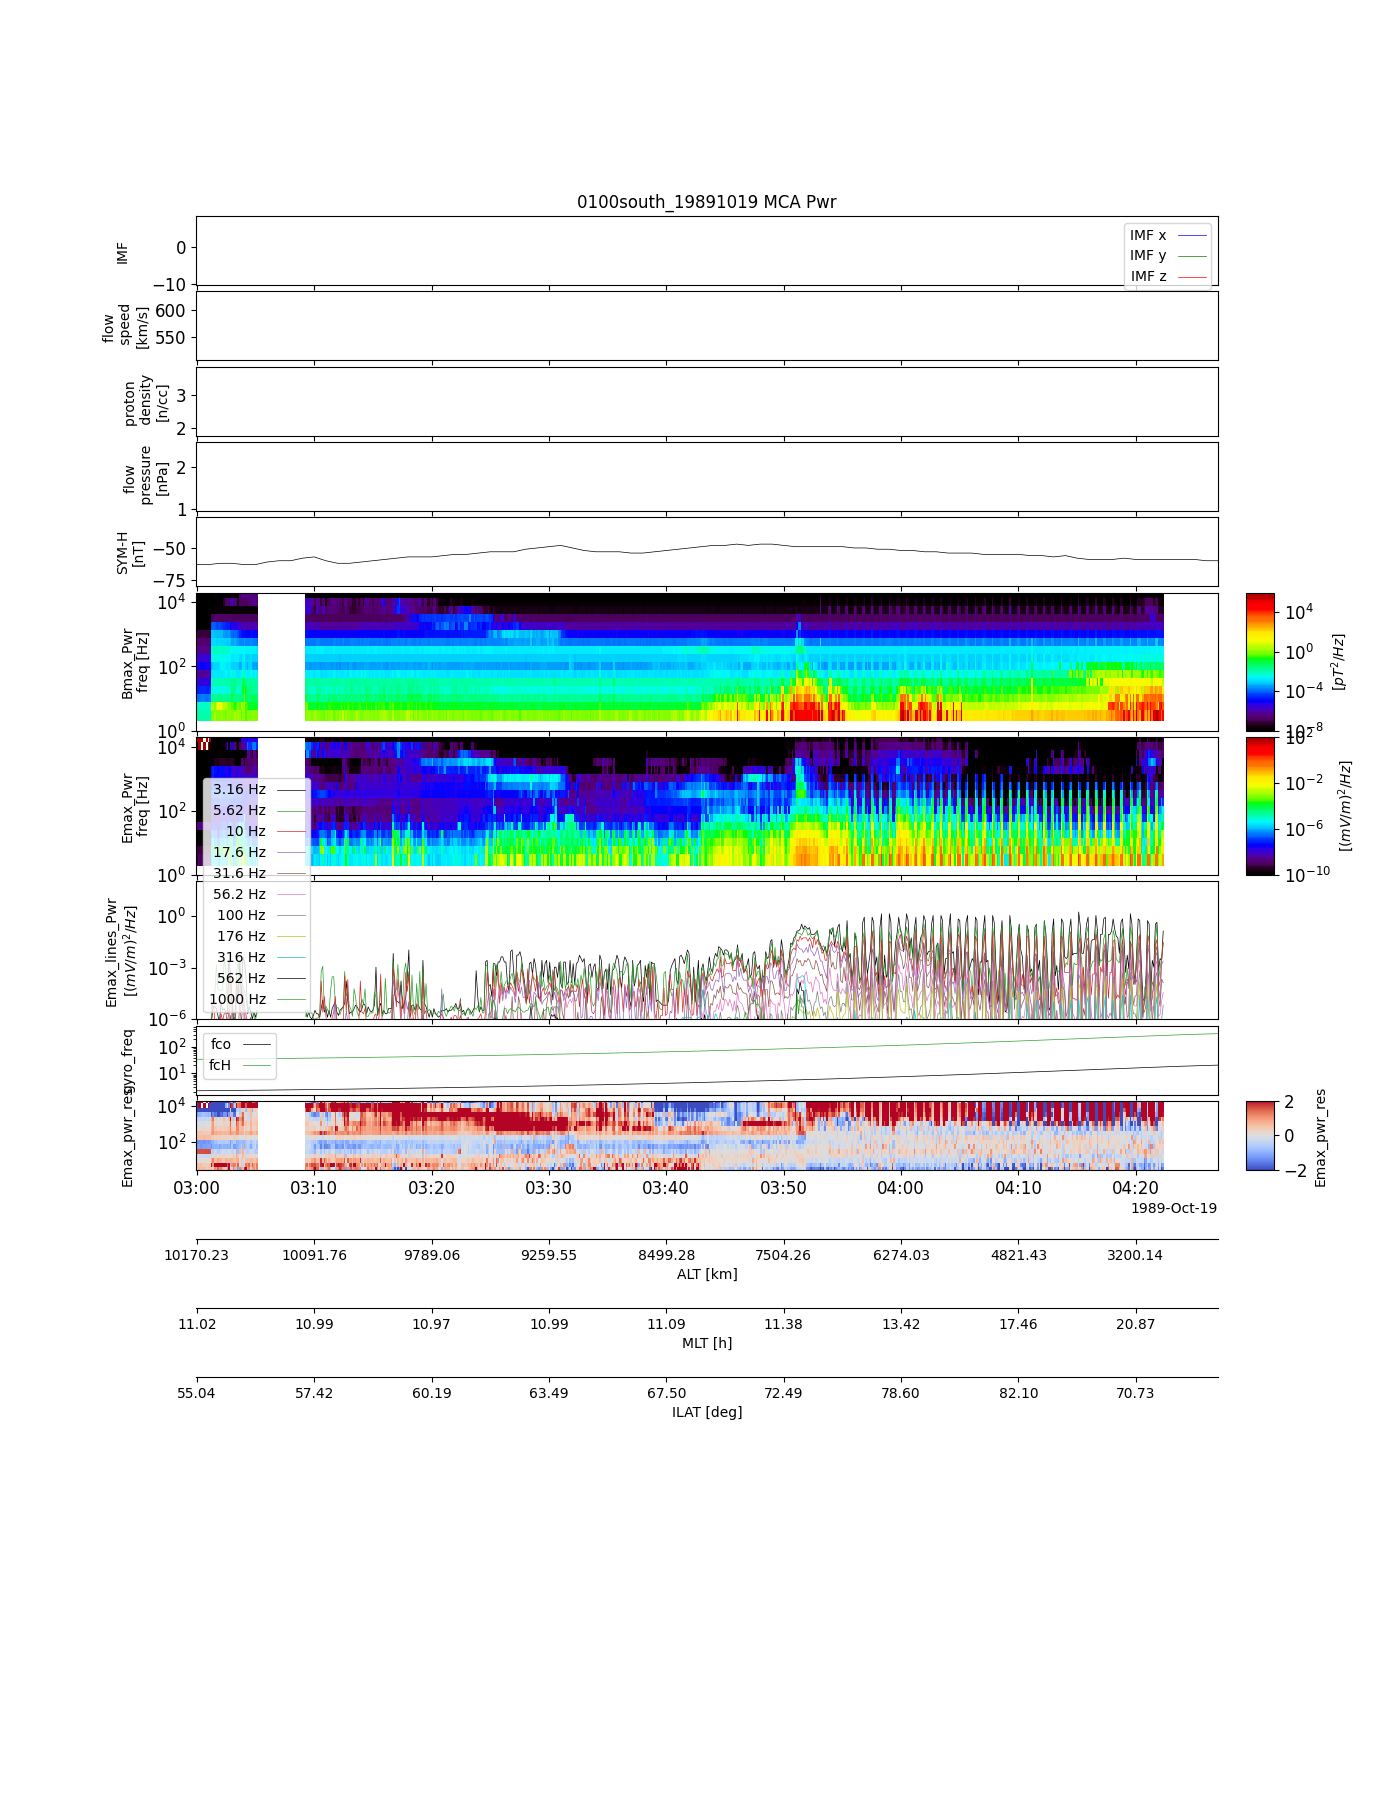 0100south_19891019 MCA Pwr
IMF
0
−10
IMF x
IMF y
IMF z
flow
speed
[km/s]
600
550
proton
density
[n/cc]
3
2
flow
pressure
[nPa]
2
1
SYM-H
[nT]
−50
−75
Bmax_Pwr
freq [Hz]
10^4
10^2
10^0
10^4
10^0
10^−4
10^−8
[pT^2/Hz]
Emax_Pwr
freq [Hz]
10^4
10^2
10^0
10^2
10^−2
10^−6
10^−10
[(mV/m)^2/Hz]
3.16 Hz
5.62 Hz
10 Hz
17.6 Hz
31.6 Hz
56.2 Hz
100 Hz
176 Hz
316 Hz
562 Hz
1000 Hz
Emax_lines_Pwr
[(mV/m)^2/Hz]
10^0
10^−3
10^−6
gyro_freq
10^2
10^1
fco
fcH
Emax_pwr_res
10^4
10^2
2
0
−2
Emax_pwr_res
03:00 03:10 03:20 03:30 03:40 03:50 04:00 04:10 04:20
1989-Oct-19
10170.23 10091.76 9789.06 9259.55 8499.28 7504.26 6274.03 4821.43 3200.14
ALT [km]
11.02 10.99 10.97 10.99 11.09 11.38 13.42 17.46 20.87
MLT [h]
55.04 57.42 60.19 63.49 67.50 72.49 78.60 82.10 70.73
ILAT [deg]